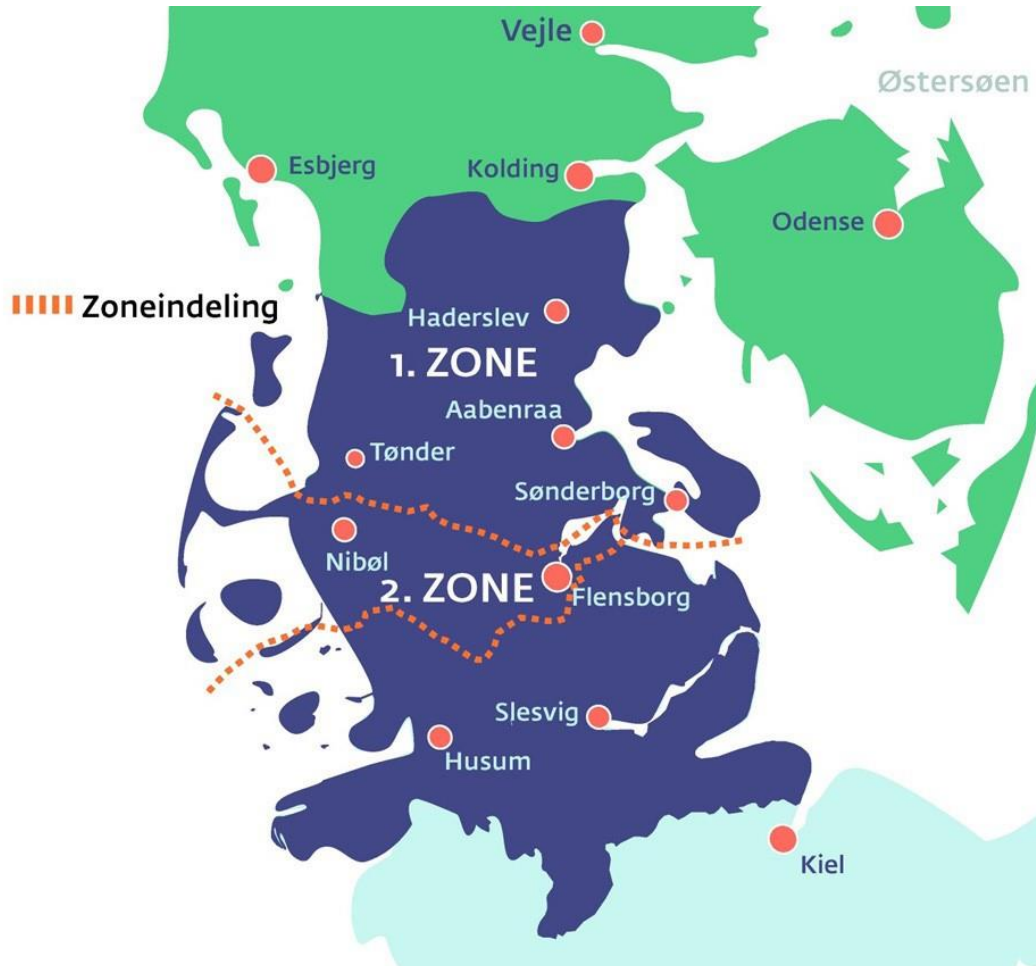 Vejle
Østersøen
Esbjerg
Kolding
Odense
Zoneindeling
Haderslev
1. ZONE
Aabenraa
Tønder
Sønderborg
Nibøl
2. ZONE
Flensborg
Slesvig
Husum
Kiel